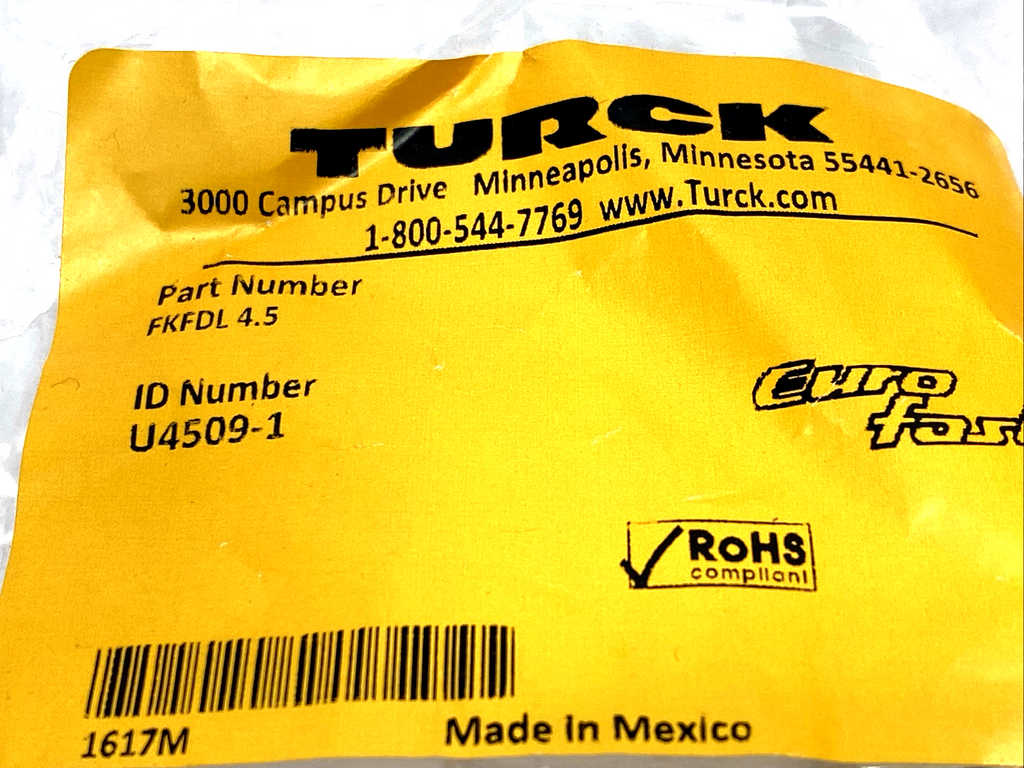 TURCK
3000 Campus Drive Minneapolis, Minnesota 55441-2656
1-800-544-7769 www.Turck.com
Part Number
FKFDL 4.5
ID Number
U4509-1
Euro
fast
RoHS
compliant
1617M
Made in Mexico